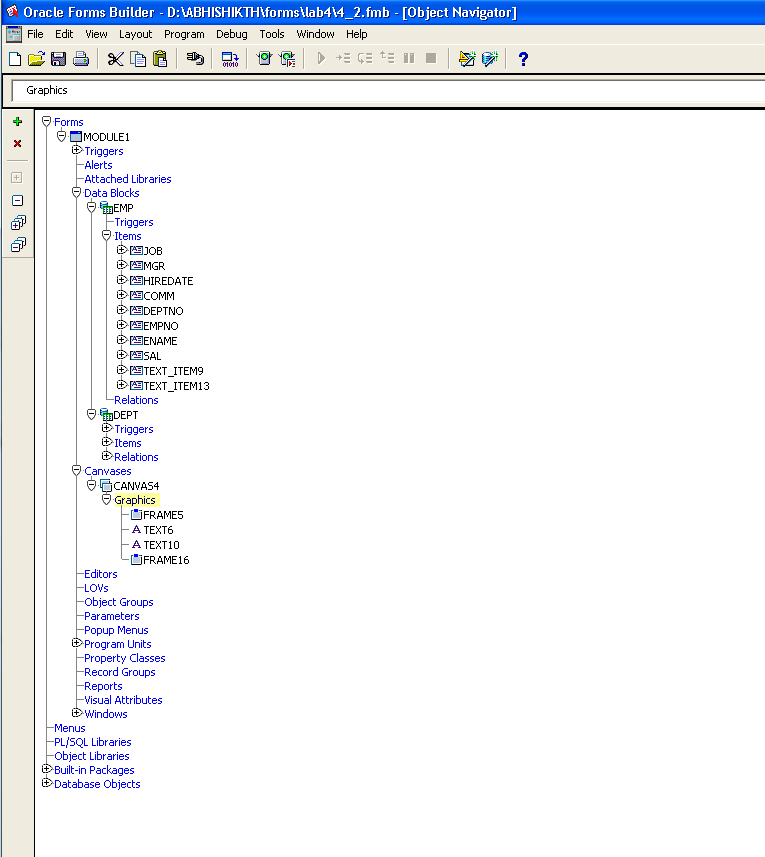 Oracle Forms Builder - D:\ABHISHIKTH\forms\lab4\4_2.fmb - [Object Navigator]
File Edit View Layout Program Debug Tools Window Help
Graphics
Forms
MODULE1
Triggers
Alerts
Attached Libraries
Data Blocks
EMP
Triggers
Items
JOB
MGR
HIREDATE
COMM
DEPTNO
EMPNO
ENAME
SAL
TEXT_ITEM9
TEXT_ITEM13
Relations
DEPT
Triggers
Items
Relations
Canvases
CANVAS4
Graphics
FRAME5
TEXT6
TEXT10
FRAME16
Editors
LOVs
Object Groups
Parameters
Popup Menus
Program Units
Property Classes
Record Groups
Reports
Visual Attributes
Windows
Menus
PL/SQL Libraries
Object Libraries
Built-in Packages
Database Objects